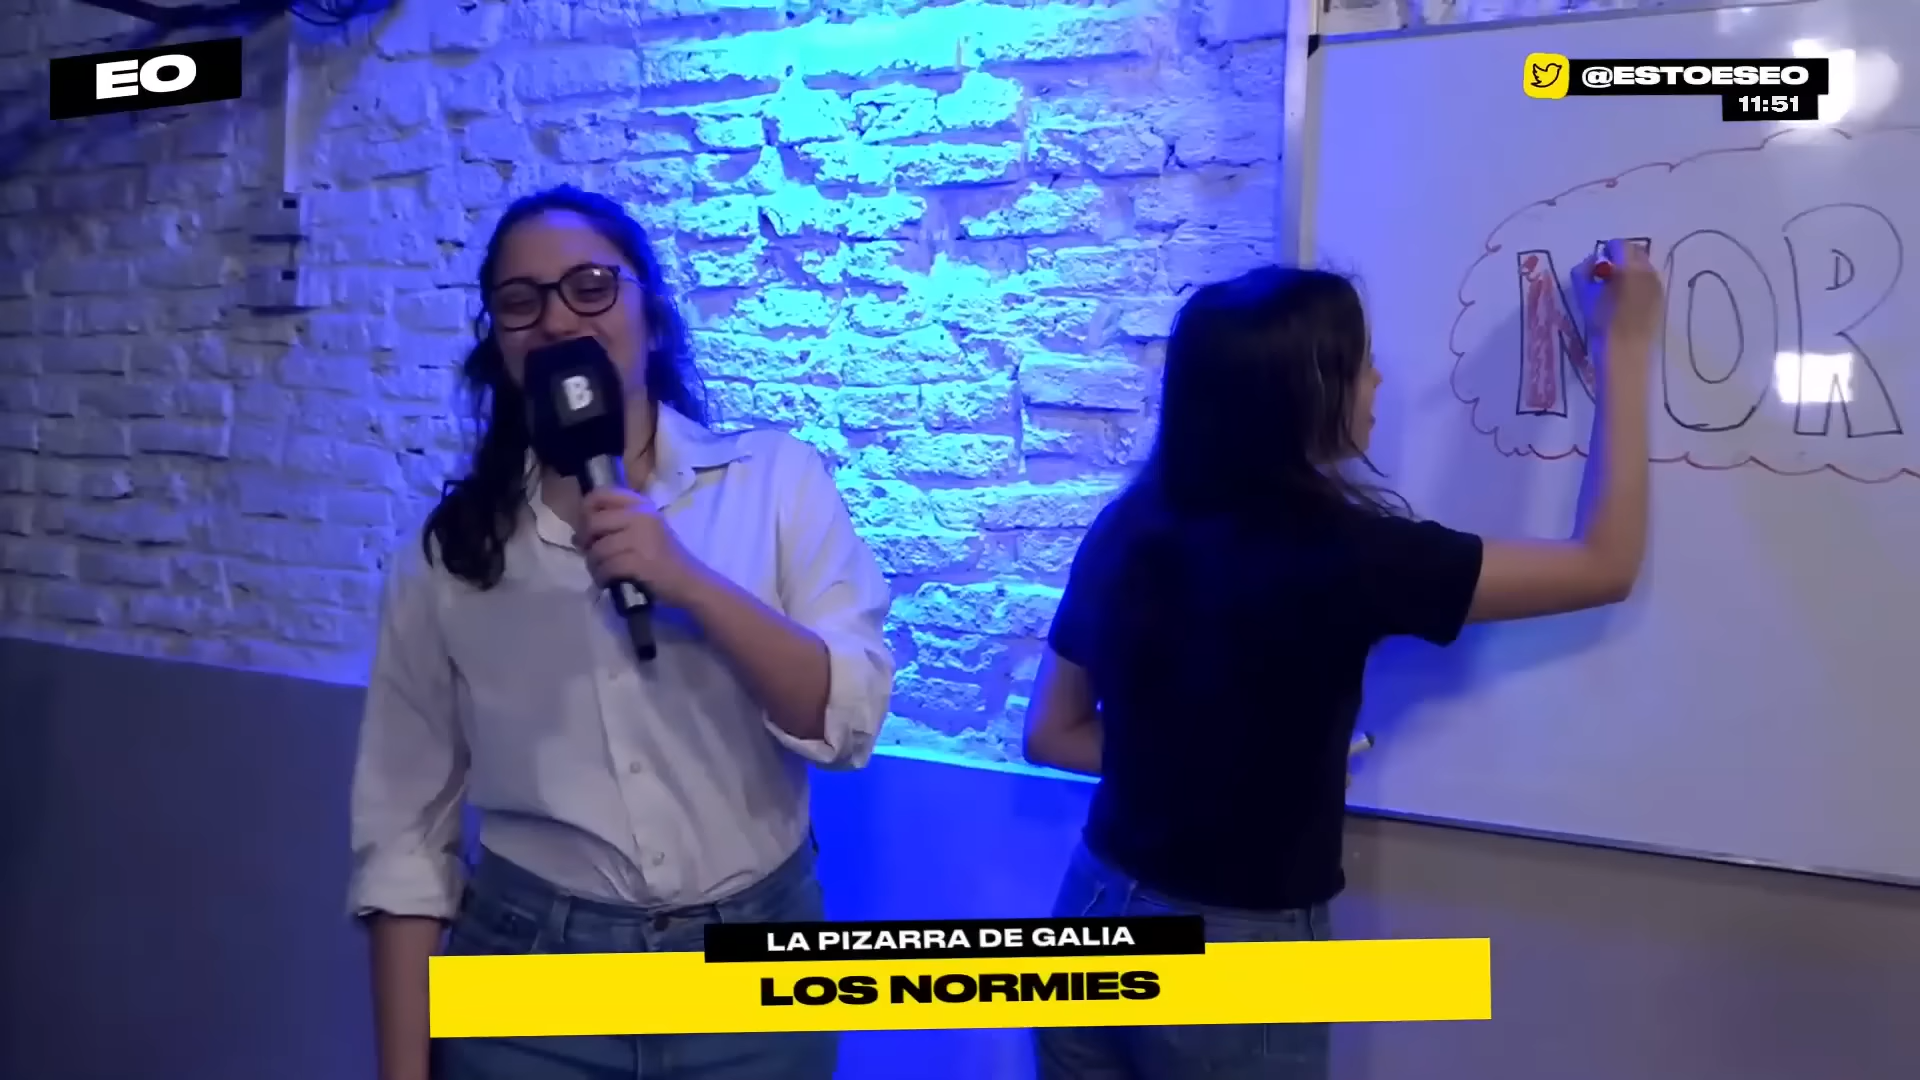 EO
@ESTOESEO
11:51
NOR
B
LA PIZARRA DE GALIA
LOS NORMIES